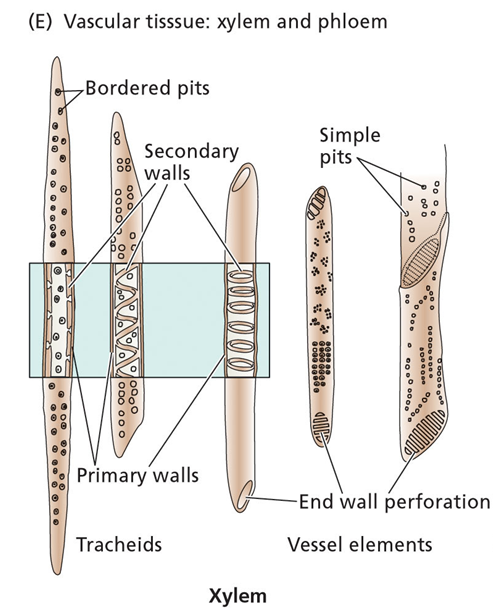 (E) Vascular tisssue: xylem and phloem
Bordered pits
Secondary
walls
Simple
pits
Primary walls
End wall perforation
Tracheids
Vessel elements
Xylem